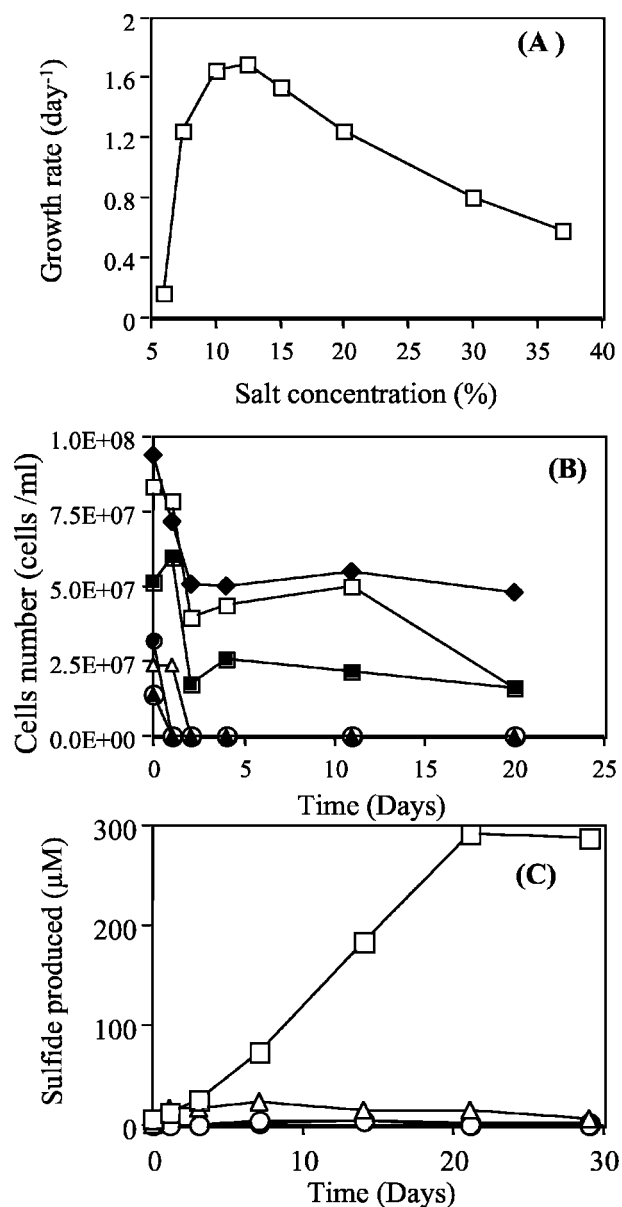 (A )
2
1.6
1.2
0.8
0.4
0
Growth rate (day⁻¹)
5 10 15 20 25 30 35 40
Salt concentration (%)
(B)
1.0E+08
7.5E+07
5.0E+07
2.5E+07
0.0E+00
Cells number (cells /ml)
0 5 10 15 20 25
Time (Days)
(C)
300
200
100
0
Sulfide produced (µM)
0 10 20 30
Time (Days)